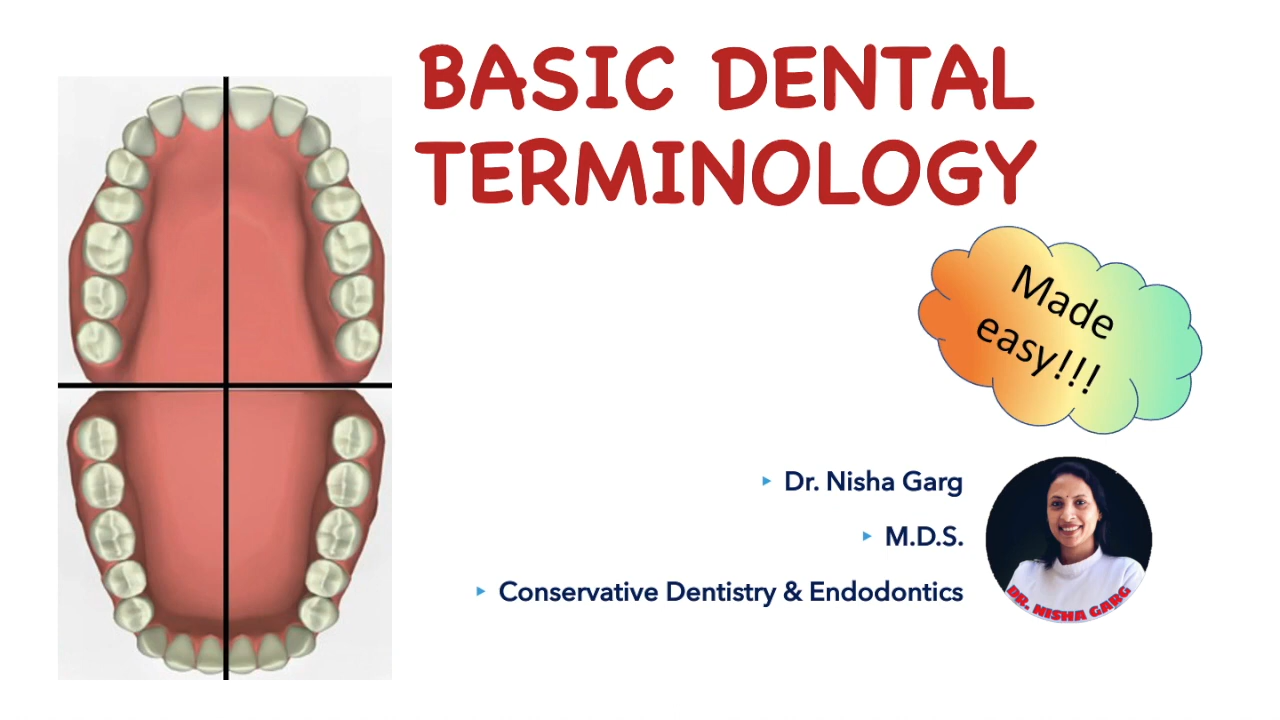 BASIC DENTAL
TERMINOLOGY
Made
easy!!!
Dr. Nisha Garg
M.D.S.
Conservative Dentistry & Endodontics
DR. NISHA GARG